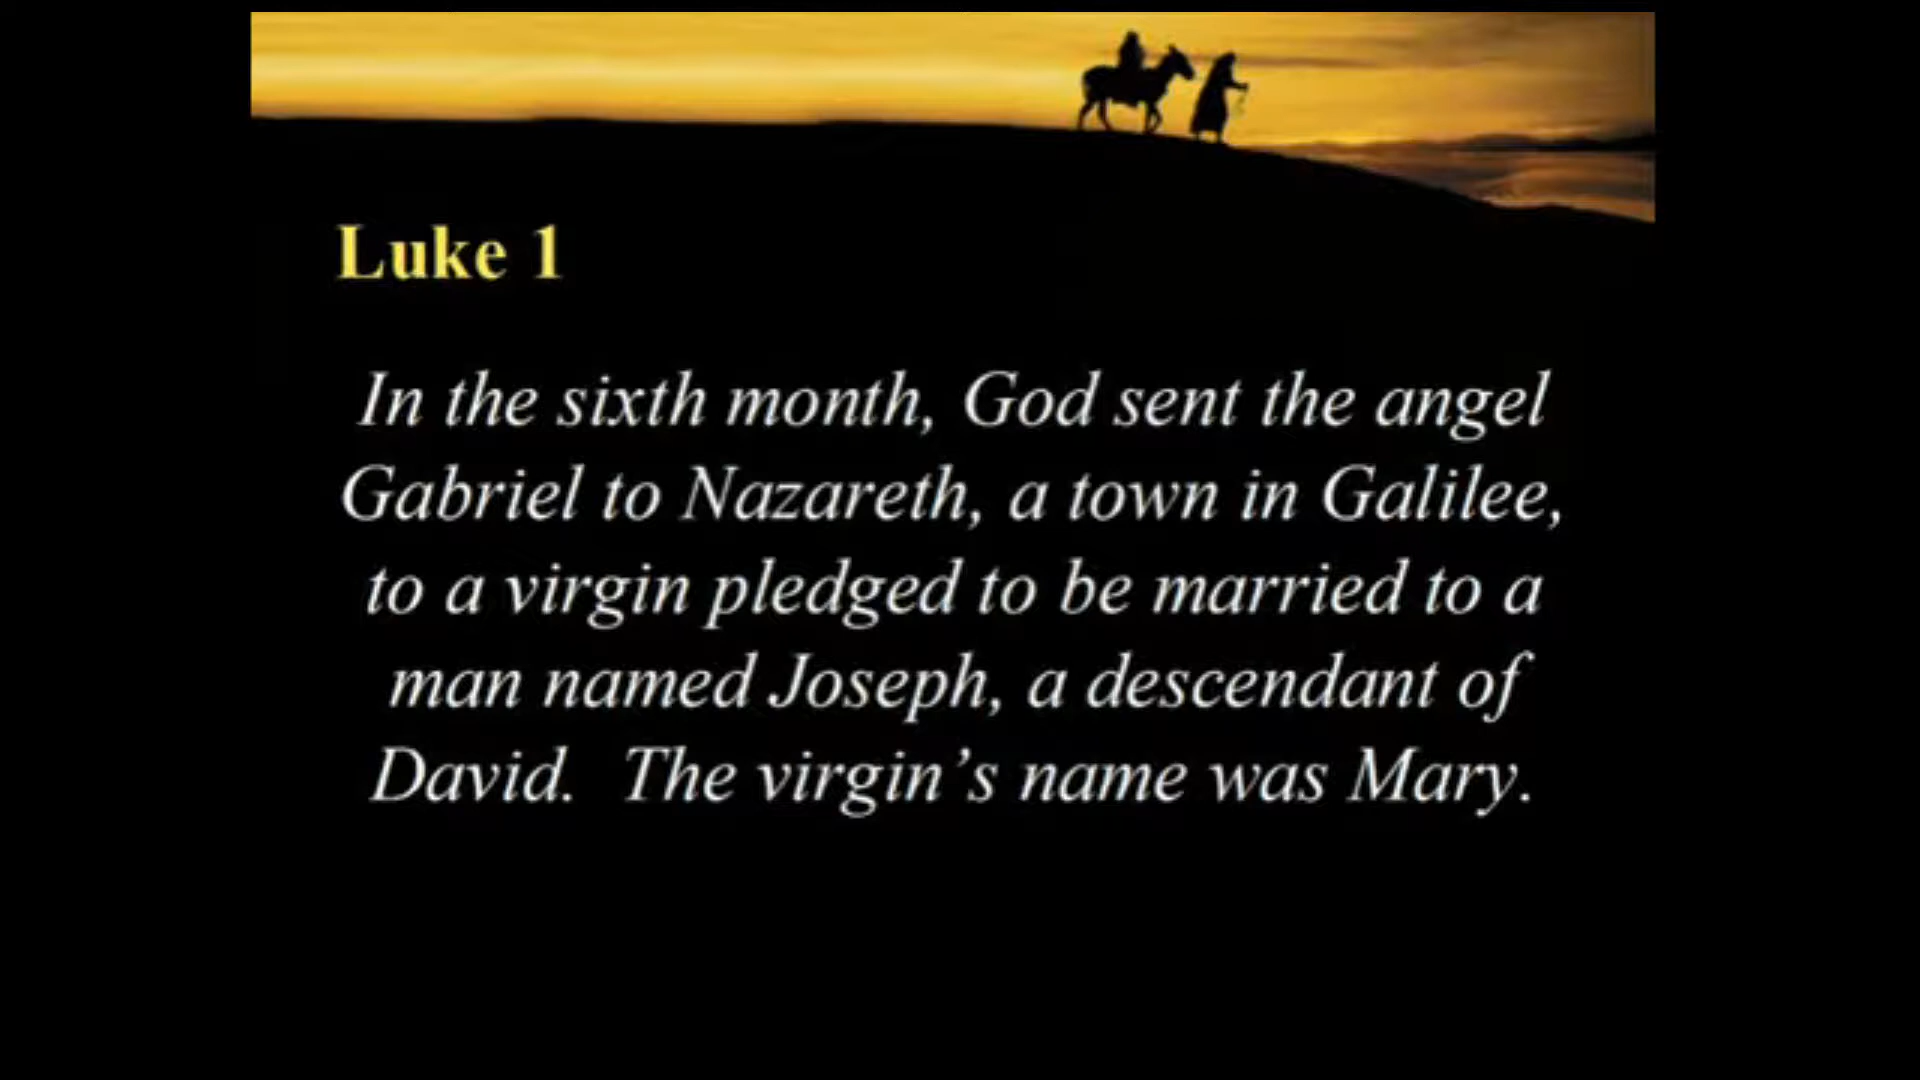 Luke 1
In the sixth month, God sent the angel
Gabriel to Nazareth, a town in Galilee,
to a virgin pledged to be married to a
man named Joseph, a descendant of
David.  The virgin’s name was Mary.